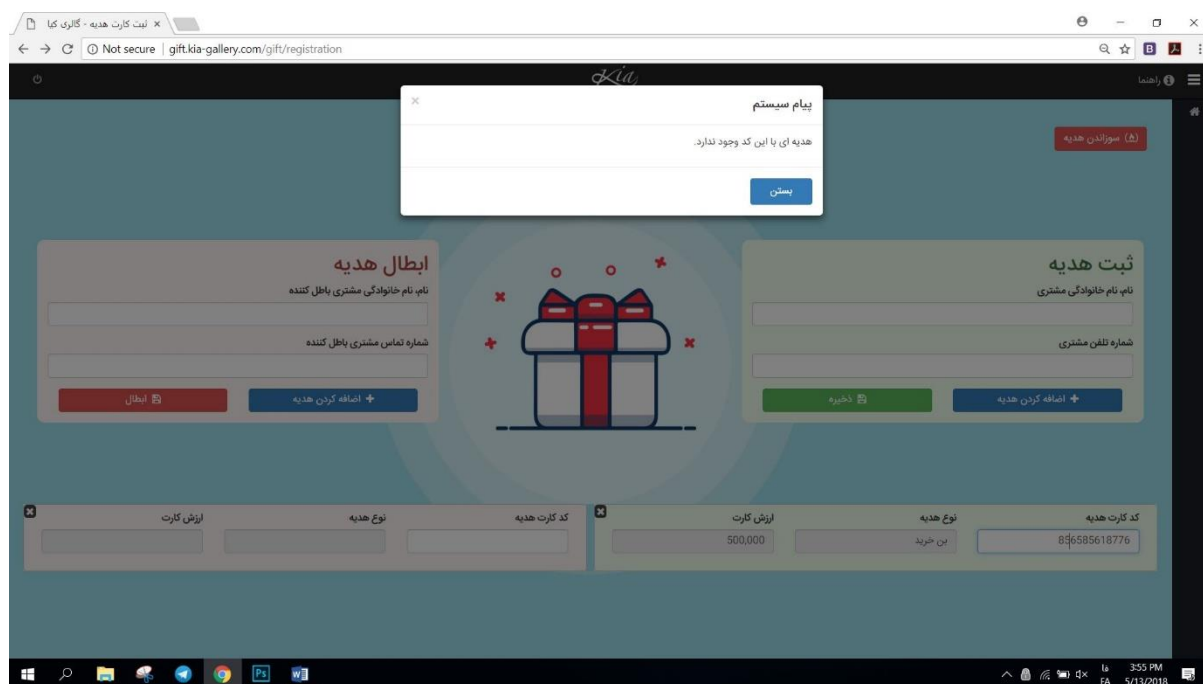 ثبت کارت هدیه - گالری کیا
Not secure | gift.kia-gallery.com/gift/registration
Kia
راهنما
پیام سیستم
هدیه ای با این کد وجود ندارد.
بستن
سوزاندن هدیه
ثبت هدیه
نام، نام خانوادگی مشتری
شماره تلفن مشتری
اضافه کردن هدیه
ذخیره
ابطال هدیه
نام، نام خانوادگی مشتری باطل کننده
شماره تماس مشتری باطل کننده
اضافه کردن هدیه
ابطال
کد کارت هدیه
نوع هدیه
ارزش کارت
856585618776
بن خرید
500,000
کد کارت هدیه
نوع هدیه
ارزش کارت
Ps
W
فا
FA
3:55 PM
5/13/2018